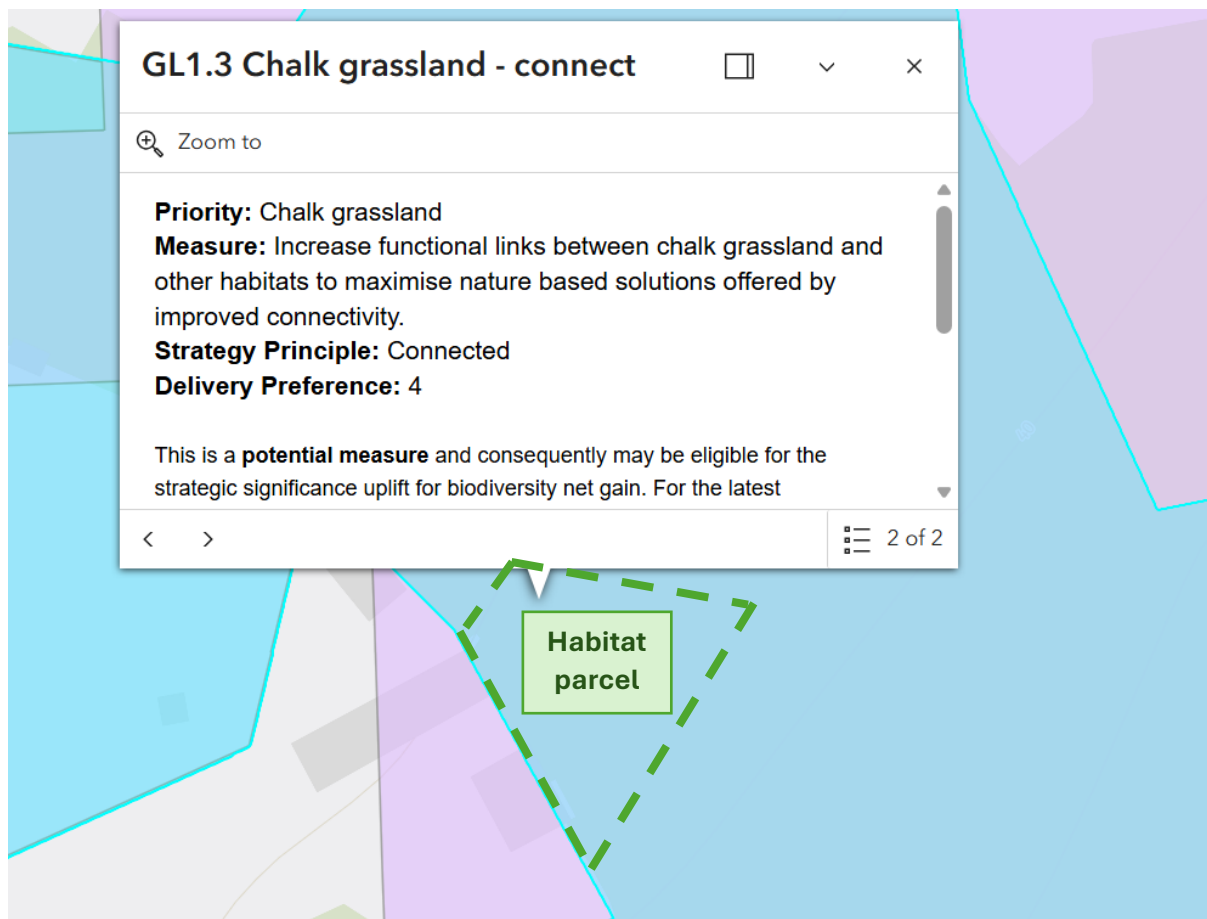 GL1.3 Chalk grassland - connect
Zoom to
Priority: Chalk grassland
Measure: Increase functional links between chalk grassland and
other habitats to maximise nature based solutions offered by
improved connectivity.
Strategy Principle: Connected
Delivery Preference: 4
This is a potential measure and consequently may be eligible for the
strategic significance uplift for biodiversity net gain. For the latest
2 of 2
Habitat
parcel